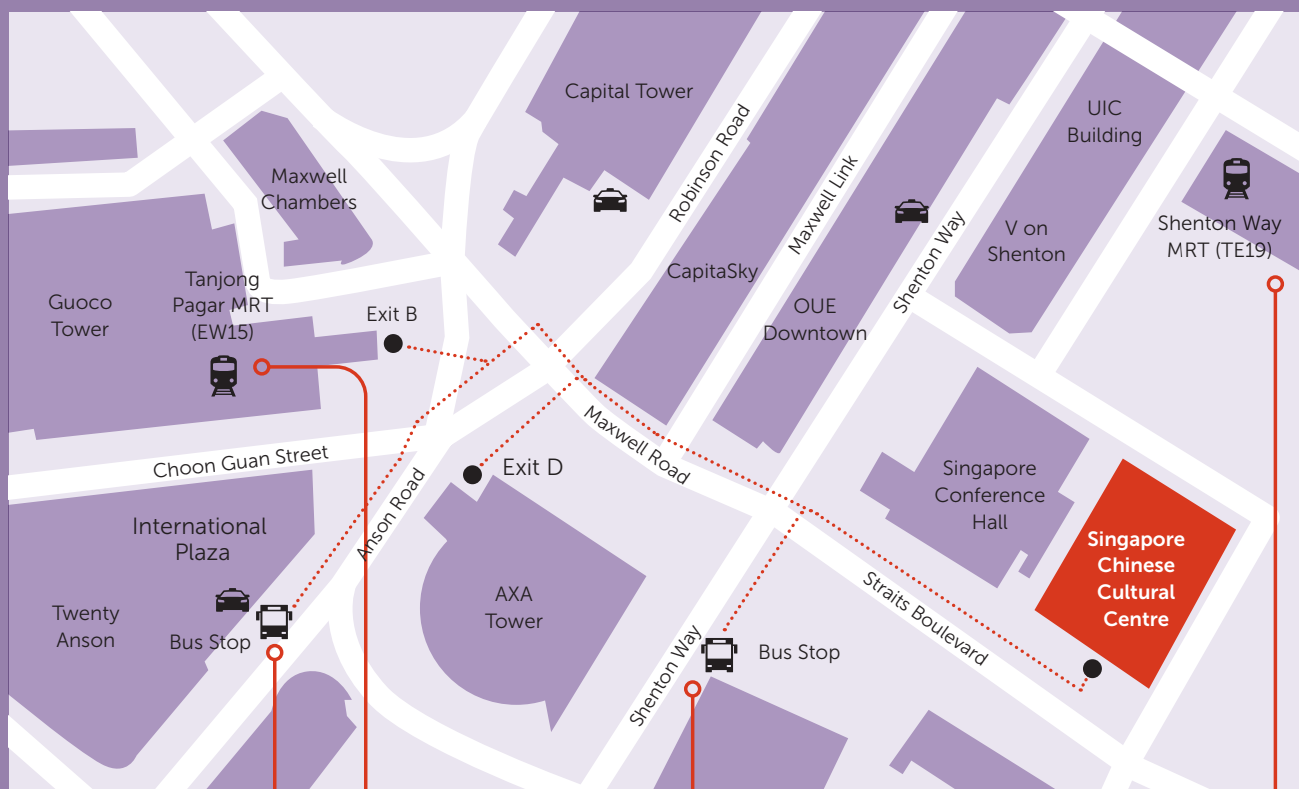 Capital Tower
UIC
Building
Robinson Road
Maxwell
Chambers
Maxwell Link
Shenton Way
MRT (TE19)
V on
Shenton
Shenton Way
CapitaSky
Tanjong
Pagar MRT
(EW15)
Guoco
Tower
Exit B
OUE
Downtown
Maxwell Road
Choon Guan Street
Exit D
Singapore
Conference
Hall
Anson Road
International
Plaza
Singapore
Chinese
Cultural
Centre
Straits Boulevard
AXA
Tower
Twenty
Anson
Bus Stop
Shenton Way
Bus Stop